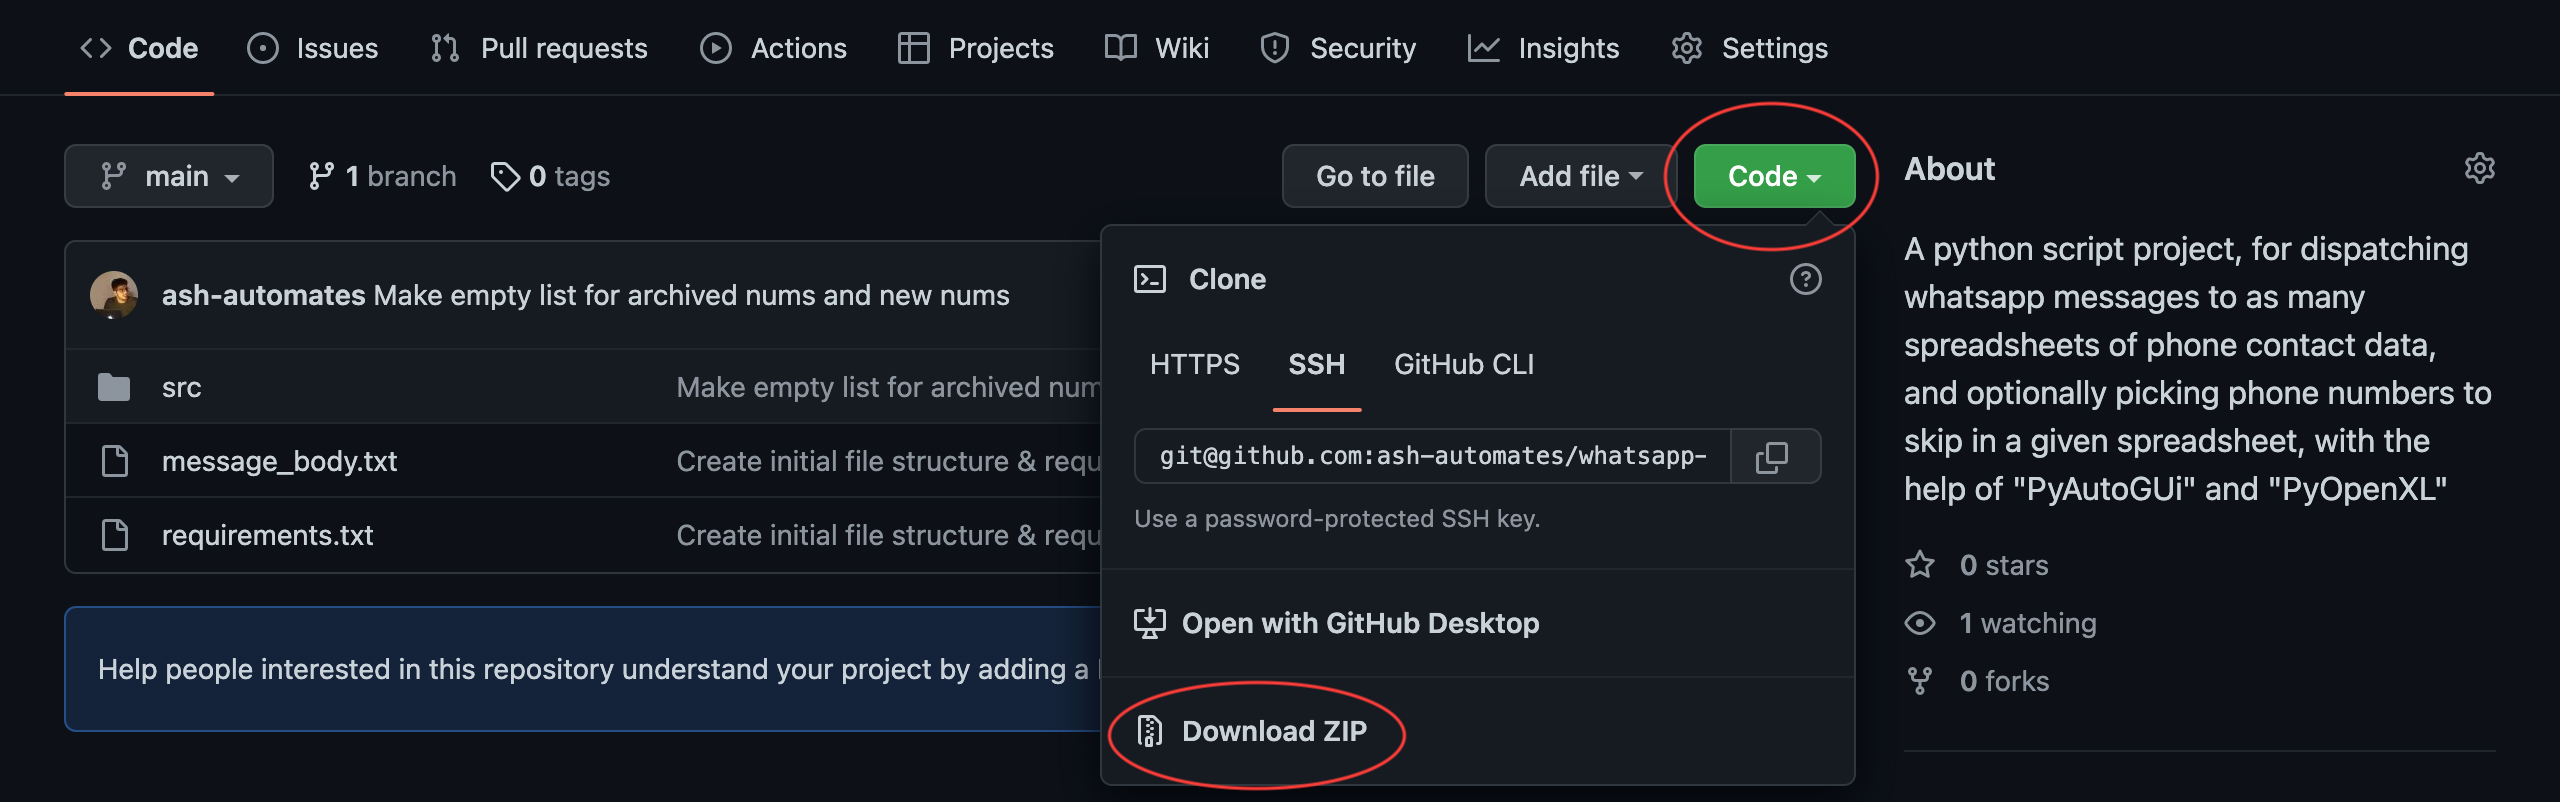 Code Issues Pull requests Actions Projects Wiki Security Insights Settings
main 1 branch 0 tags Go to file Add file Code
ash-automates Make empty list for archived nums and new nums
src Make empty list for archived num
message_body.txt Create initial file structure & requ
requirements.txt Create initial file structure & requ
Help people interested in this repository understand your project by adding a
Clone
HTTPS SSH GitHub CLI
git@github.com:ash-automates/whatsapp-
Use a password-protected SSH key.
Open with GitHub Desktop
Download ZIP
About
A python script project, for dispatching
whatsapp messages to as many
spreadsheets of phone contact data,
and optionally picking phone numbers to
skip in a given spreadsheet, with the
help of "PyAutoGUi" and "PyOpenXL"
0 stars
1 watching
0 forks